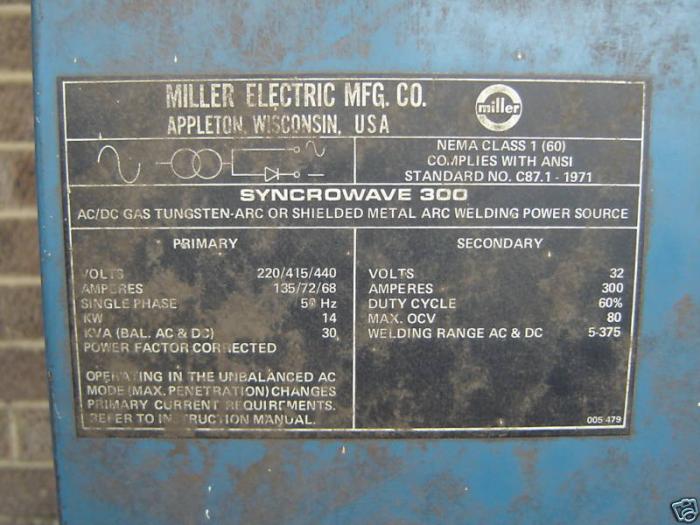 MILLER ELECTRIC MFG. CO.
APPLETON, WISCONSIN, USA
miller
NEMA CLASS 1 (60)
COMPLIES WITH ANSI
STANDARD NO. C87.1 - 1971
SYNCROWAVE 300
AC/DC GAS TUNGSTEN-ARC OR SHIELDED METAL ARC WELDING POWER SOURCE
PRIMARY
VOLTS 220/415/440
AMPERES 135/72/68
SINGLE PHASE 50 Hz
KW 14
KVA (BAL. AC & DC) 30
POWER FACTOR CORRECTED
OPERATING IN THE UNBALANCED AC
MODE (MAX. PENETRATION) CHANGES
PRIMARY CURRENT REQUIREMENTS.
REFER TO INSTRUCTION MANUAL.
SECONDARY
VOLTS 32
AMPERES 300
DUTY CYCLE 60%
MAX. OCV 80
WELDING RANGE AC & DC 5-375
005 479